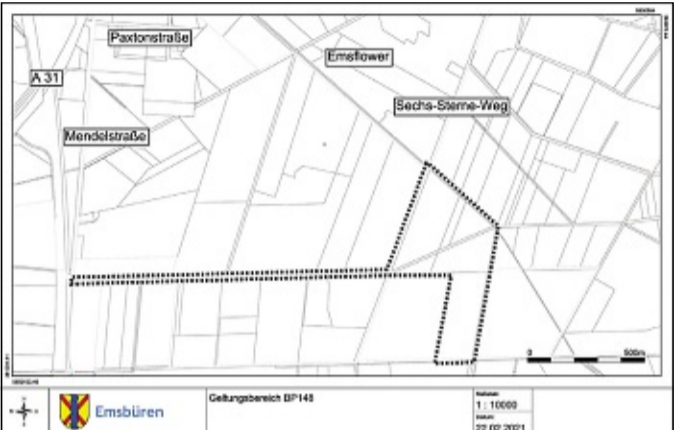 Paxtonstraße
Emsflower
A 31
Sechs-Sterne-Weg
Mendelstraße
0 500m
Emsbüren
Geltungsbereich BP148
1 : 10000
22.02.2021